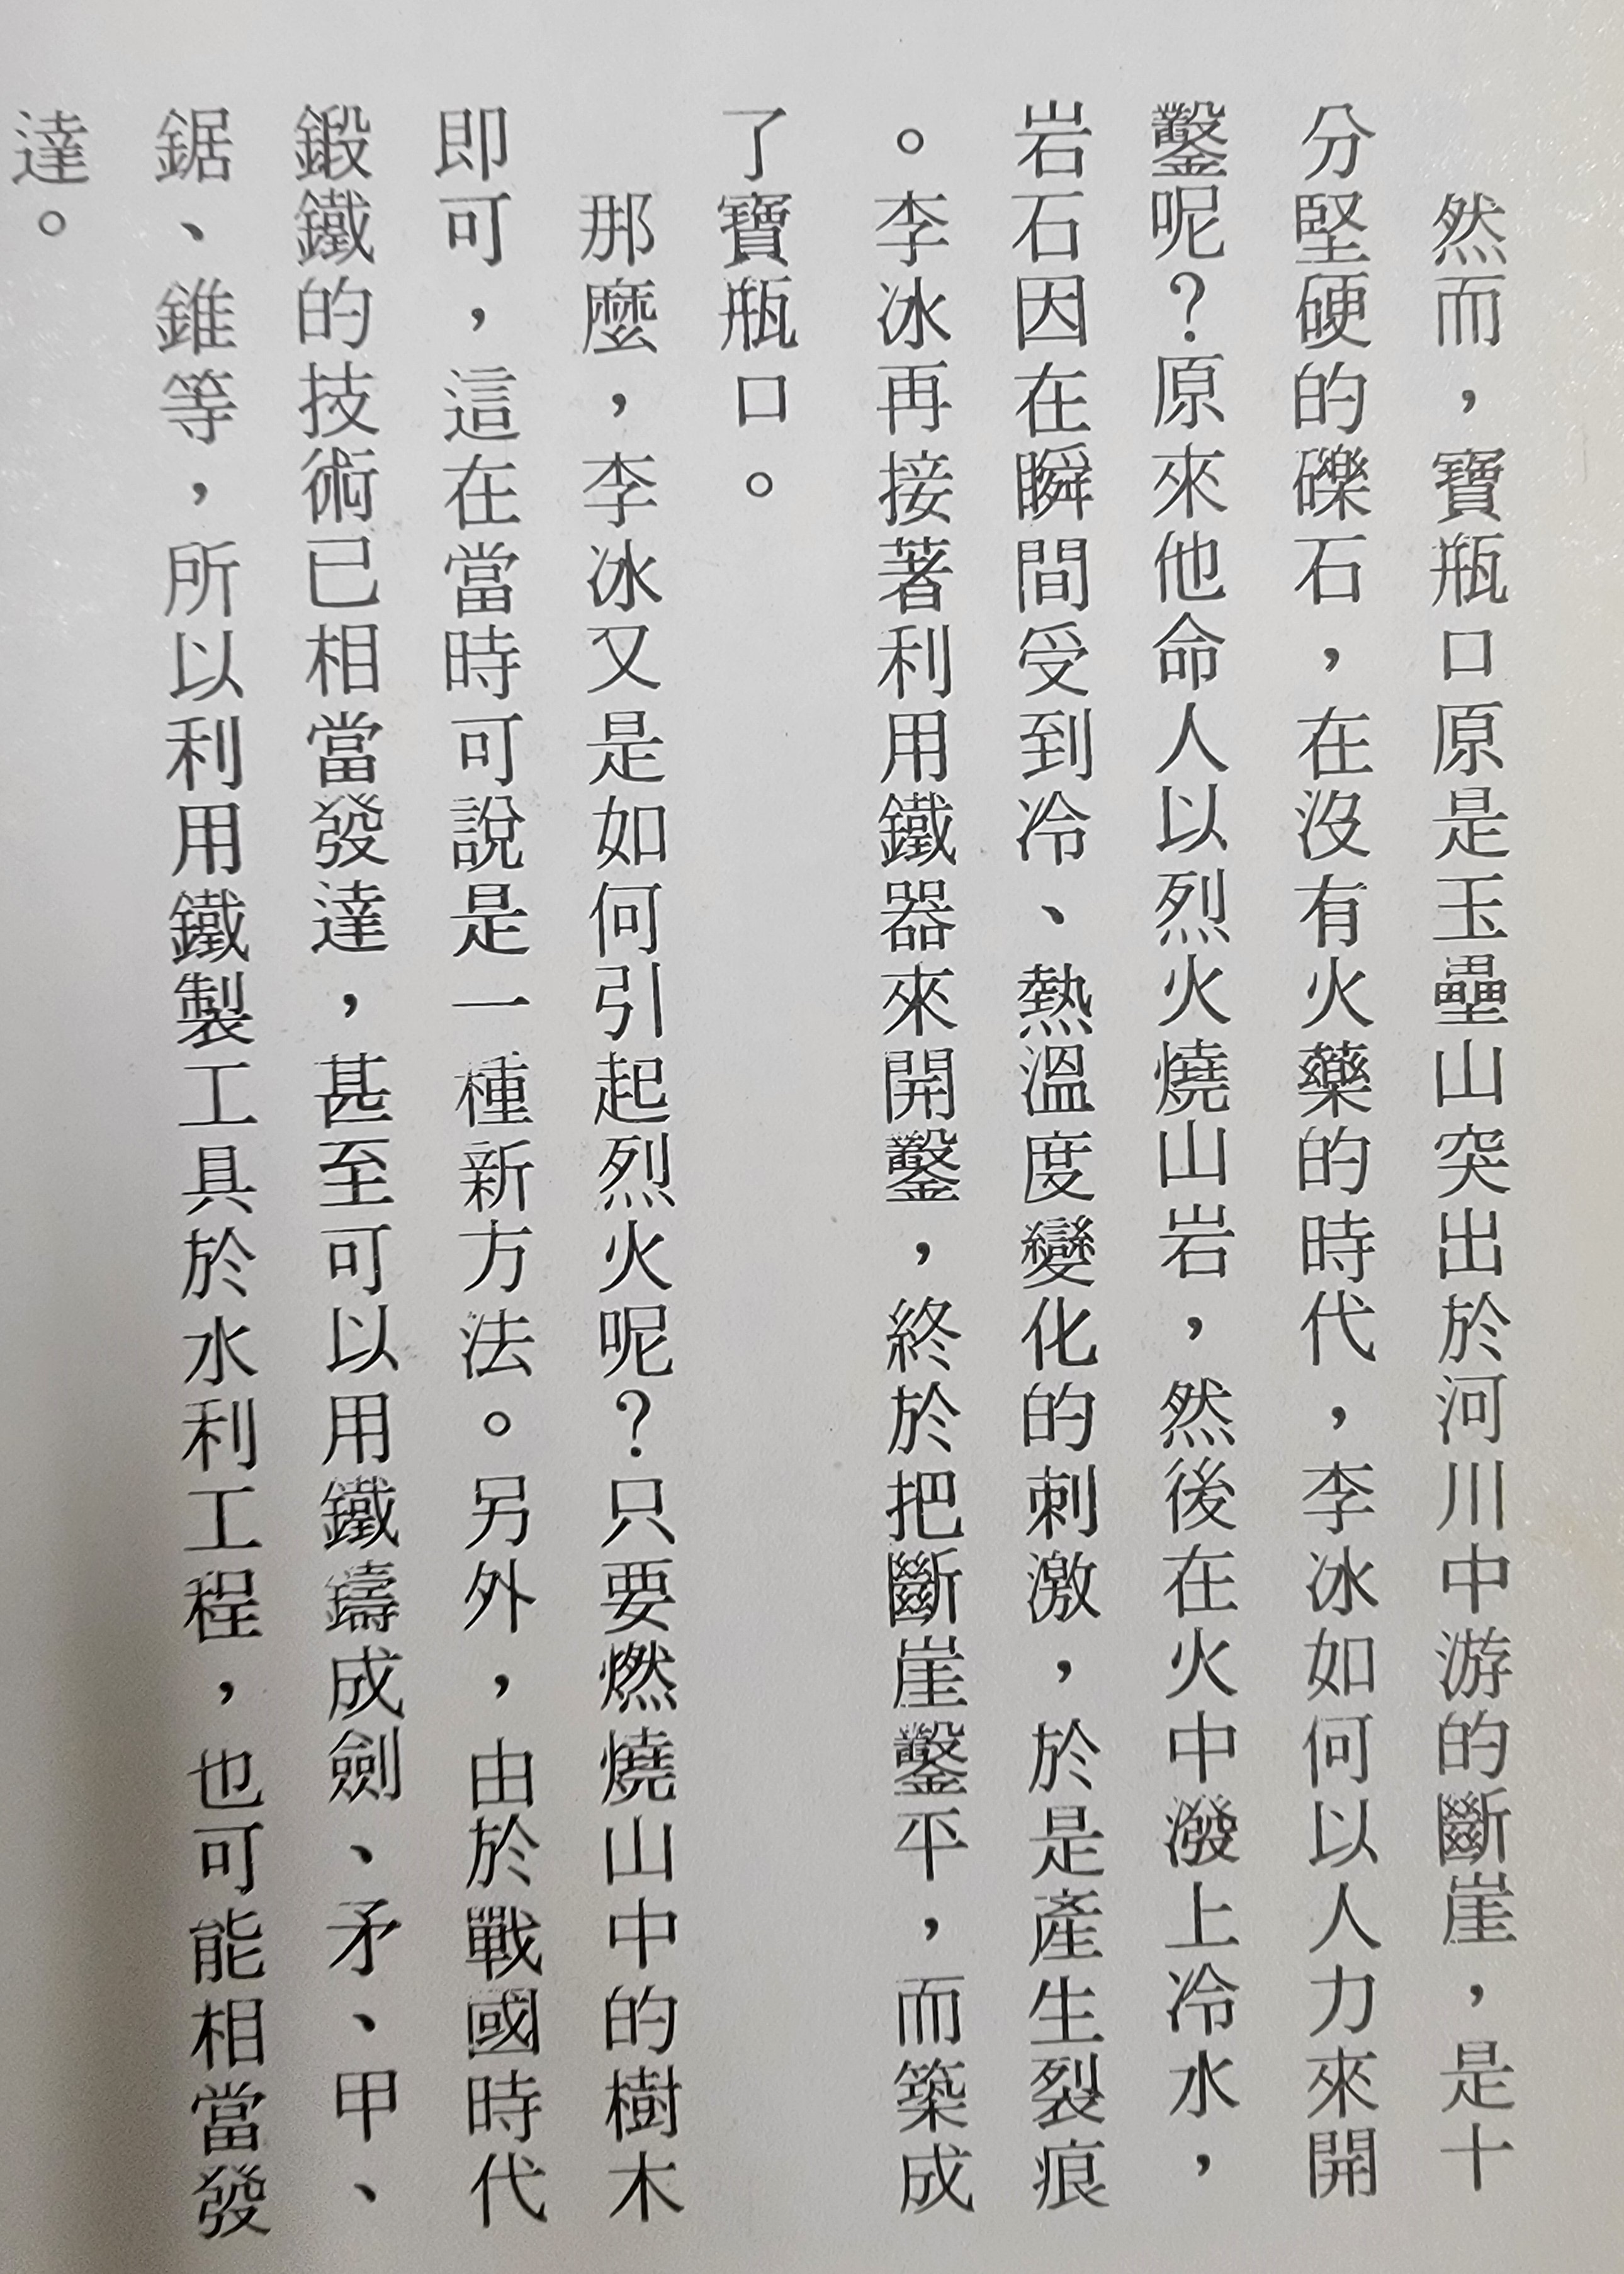 然而，寶瓶口原是玉壘山突出於河川中游的斷崖，是十
分堅硬的礫石，在沒有火藥的時代，李冰如何以人力來開
鑿呢？原來他命人以烈火燒山岩，然後在火中潑上冷水，
岩石因在瞬間受到冷、熱溫度變化的刺激，於是產生裂痕
。李冰再接著利用鐵器來開鑿，終於把斷崖鑿平，而築成
了寶瓶口。
那麼，李冰又是如何引起烈火呢？只要燃燒山中的樹木
即可，這在當時可說是一種新方法。另外，由於戰國時代
鍛鐵的技術已相當發達，甚至可以用鐵鑄成劍、矛、甲、
鋸、錐等，所以利用鐵製工具於水利工程，也可能相當發
達。